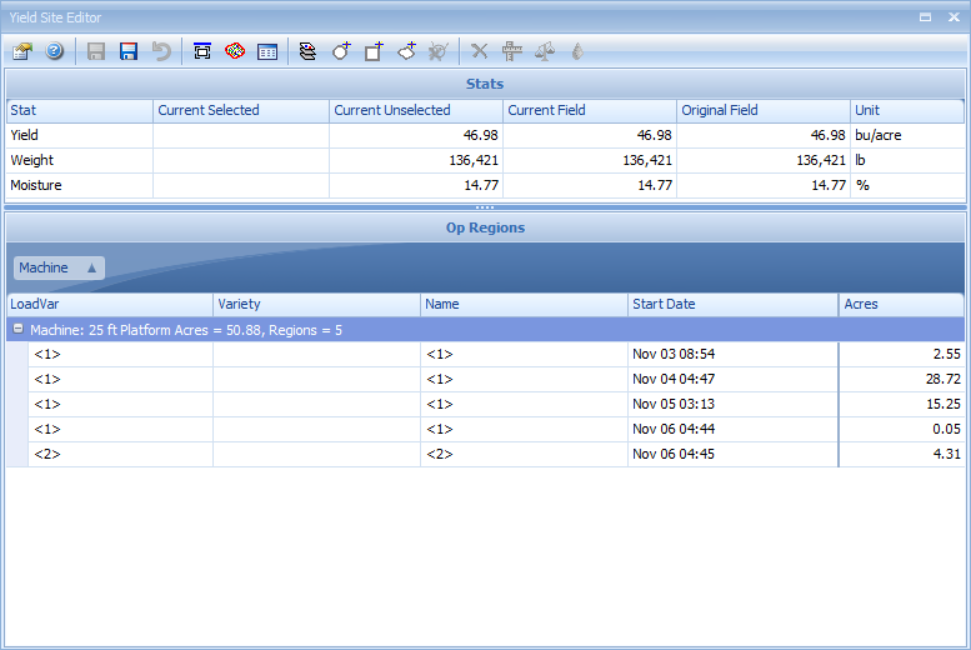 Yield Site Editor
Stats
Stat Current Selected Current Unselected Current Field Original Field Unit
Yield 46.98 46.98 46.98 bu/acre
Weight 136,421 136,421 136,421 lb
Moisture 14.77 14.77 14.77 %
Op Regions
Machine
LoadVar Variety Name Start Date Acres
Machine: 25 ft Platform Acres = 50.88, Regions = 5
<1> <1> Nov 03 08:54 2.55
<1> <1> Nov 04 04:47 28.72
<1> <1> Nov 05 03:13 15.25
<1> <1> Nov 06 04:44 0.05
<2> <2> Nov 06 04:45 4.31